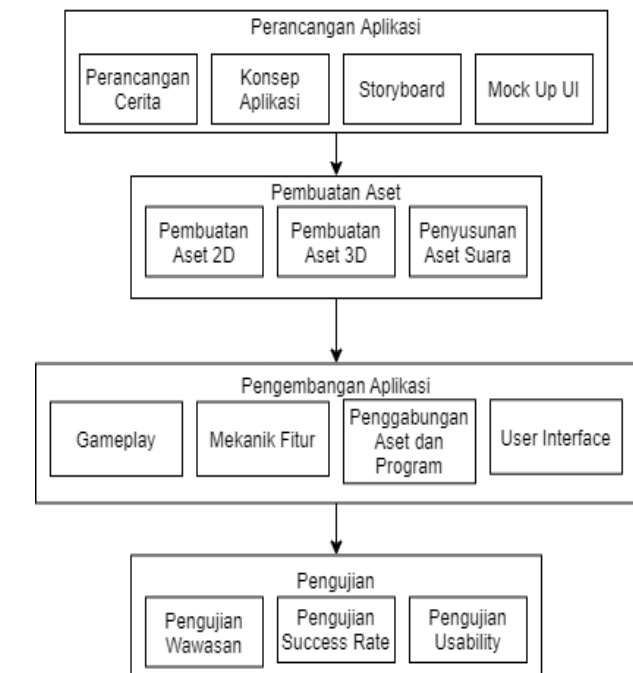 Perancangan Aplikasi
Perancangan
Cerita
Konsep
Aplikasi
Storyboard
Mock Up UI
Pembuatan Aset
Pembuatan
Aset 2D
Pembuatan
Aset 3D
Penyusunan
Aset Suara
Pengembangan Aplikasi
Gameplay
Mekanik Fitur
Penggabungan
Aset dan
Program
User Interface
Pengujian
Pengujian
Wawasan
Pengujian
Success Rate
Pengujian
Usability